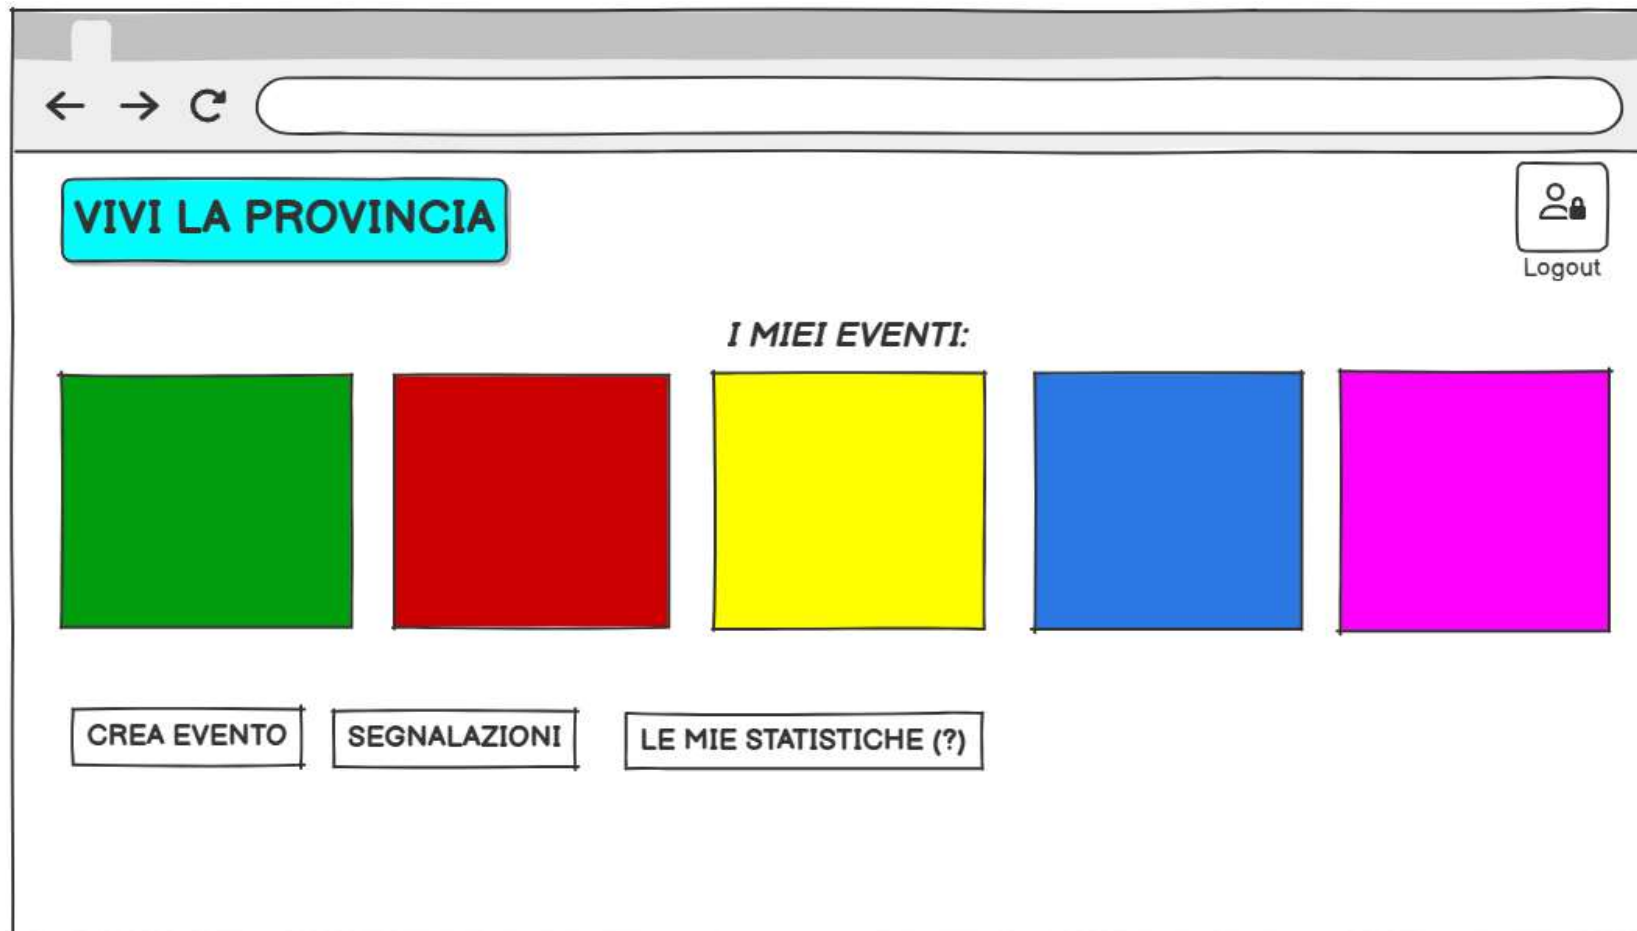 VIVI LA PROVINCIA
Logout
I MIEI EVENTI:
CREA EVENTO
SEGNALAZIONI
LE MIE STATISTICHE (?)